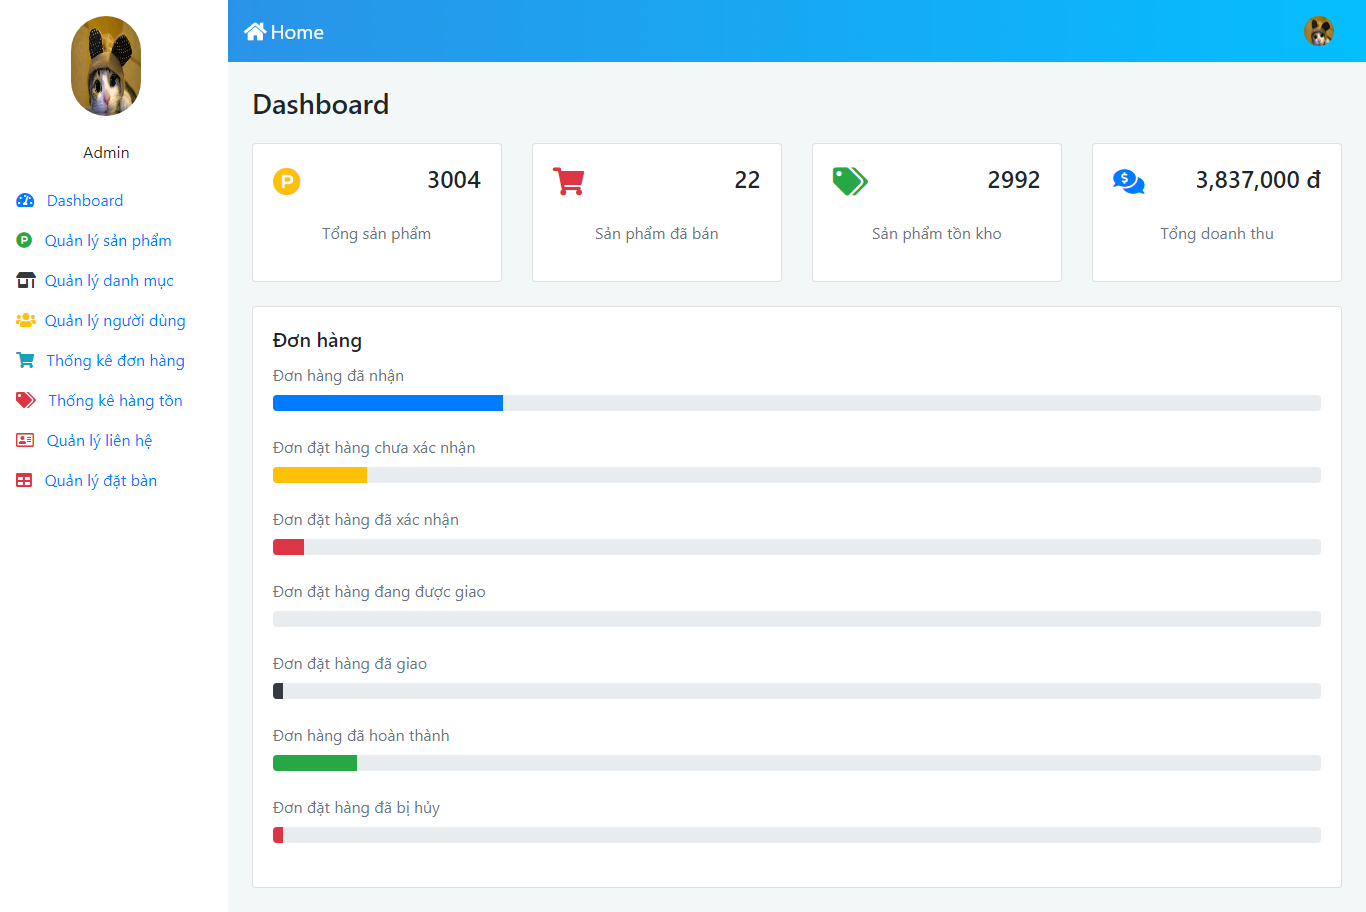 Home
Admin
Dashboard
Quản lý sản phẩm
Quản lý danh mục
Quản lý người dùng
Thống kê đơn hàng
Thống kê hàng tồn
Quản lý liên hệ
Quản lý đặt bàn
Dashboard
P
3004
Tổng sản phẩm
22
Sản phẩm đã bán
2992
Sản phẩm tồn kho
$
3,837,000 đ
Tổng doanh thu
Đơn hàng
Đơn hàng đã nhận
Đơn đặt hàng chưa xác nhận
Đơn đặt hàng đã xác nhận
Đơn đặt hàng đang được giao
Đơn đặt hàng đã giao
Đơn hàng đã hoàn thành
Đơn đặt hàng đã bị hủy